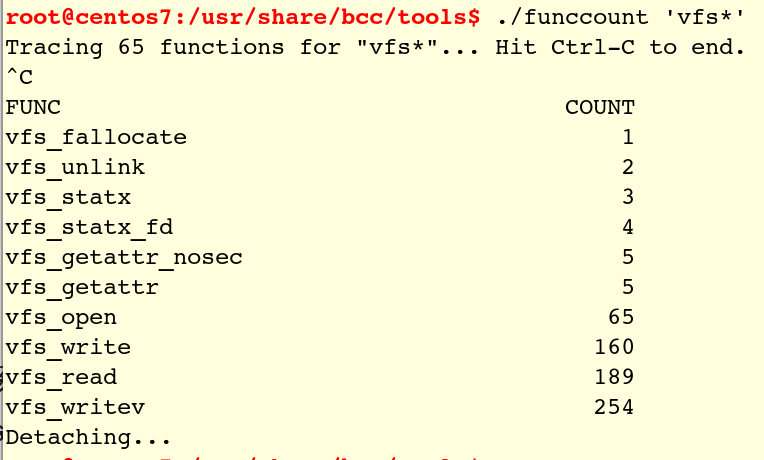 root@centos7:/usr/share/bcc/tools$ ./funccount 'vfs*'
Tracing 65 functions for "vfs*"... Hit Ctrl-C to end.
^C
FUNC                                    COUNT
vfs_fallocate                               1
vfs_unlink                                  2
vfs_statx                                   3
vfs_statx_fd                                4
vfs_getattr_nosec                           5
vfs_getattr                                 5
vfs_open                                   65
vfs_write                                 160
vfs_read                                  189
vfs_writev                                254
Detaching...